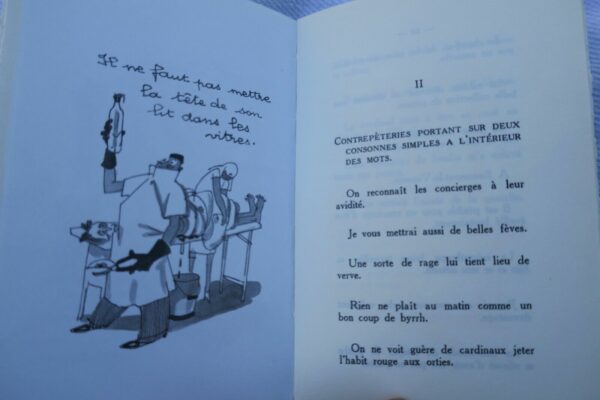 Il ne faut pas mettre
la tête de son
lit dans les
vitres.
II
CONTREPÈTERIES PORTANT SUR DEUX
CONSONNES SIMPLES A L'INTÉRIEUR
DES MOTS.
On reconnaît les concierges à leur
avidité.
Je vous mettrai aussi de belles fèves.
Une sorte de rage lui tient lieu de
verve.
Rien ne plaît au matin comme un
bon coup de byrrh.
On ne voit guère de cardinaux jeter
l'habit rouge aux orties.